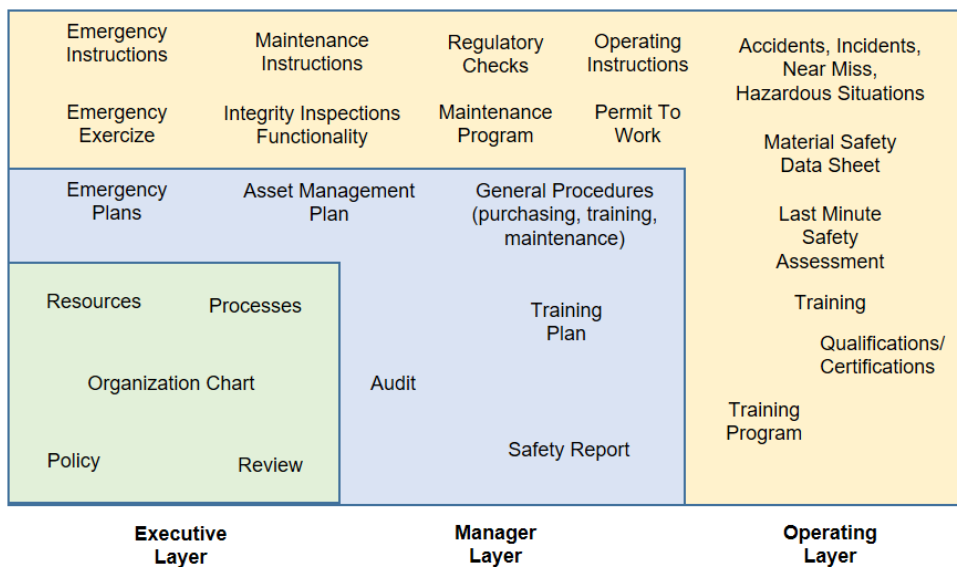 Emergency
Instructions
Maintenance
Instructions
Regulatory
Checks
Operating
Instructions
Accidents, Incidents,
Near Miss,
Hazardous Situations
Emergency
Exercize
Integrity Inspections
Functionality
Maintenance
Program
Permit To
Work
Material Safety
Data Sheet
Emergency
Plans
Asset Management
Plan
General Procedures
(purchasing, training,
maintenance)
Last Minute
Safety
Assessment
Resources
Processes
Training
Plan
Training
Qualifications/
Certifications
Organization Chart
Audit
Training
Program
Policy
Review
Safety Report
Executive
Layer
Manager
Layer
Operating
Layer